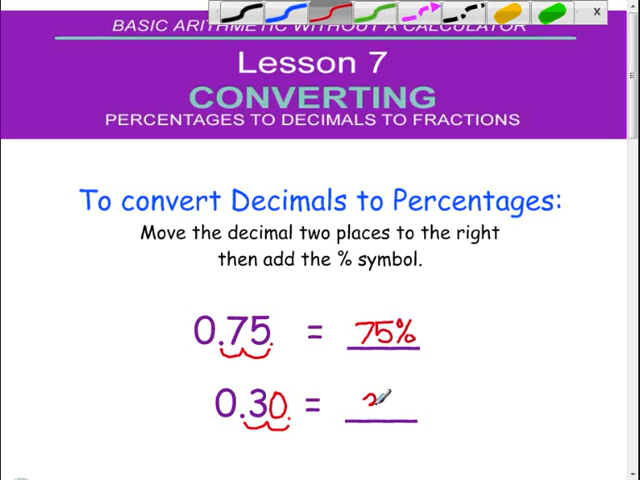 BASIC ARITHMETIC WITHOUT A CALCULATOR
Lesson 7
CONVERTING
PERCENTAGES TO DECIMALS TO FRACTIONS
To convert Decimals to Percentages:
Move the decimal two places to the right
then add the % symbol.
0.75. = 75%
0.30. =